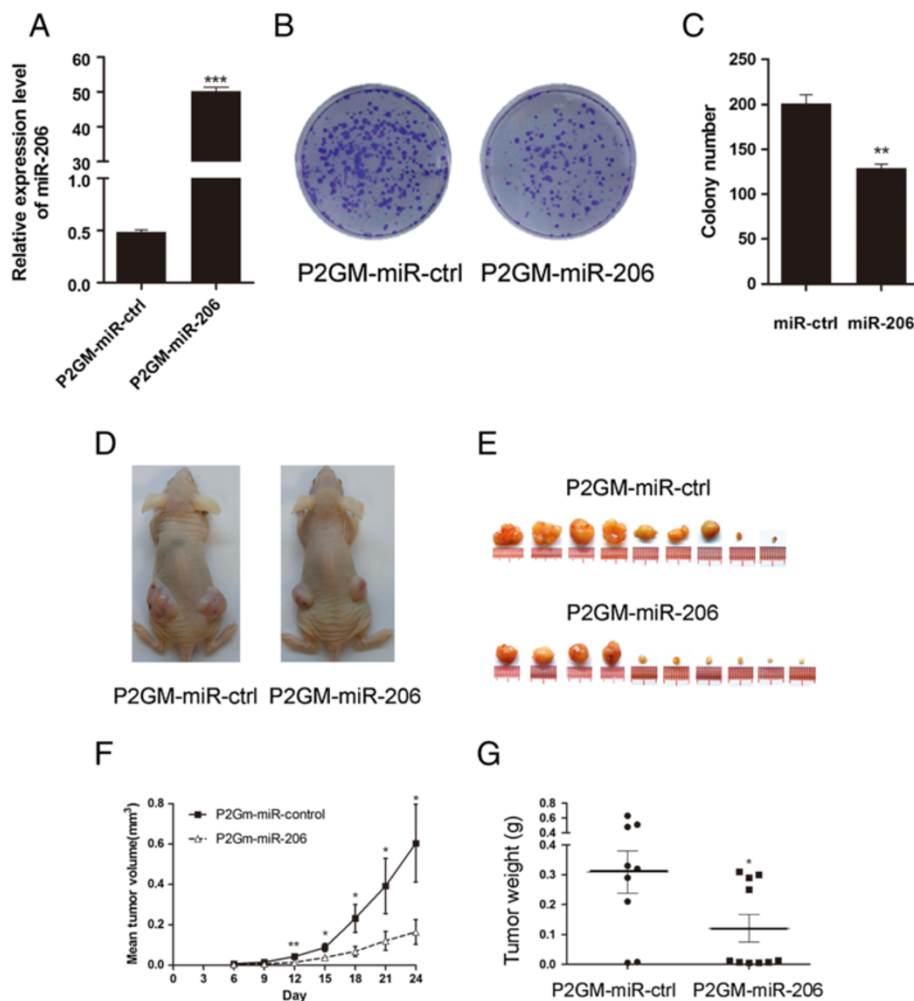 A
Relative expression level
of miR-206
60
50
40
30
1.0
0.5
0.0
***
P2GM-miR-ctrl
P2GM-miR-206
B
P2GM-miR-ctrl P2GM-miR-206
C
Colony number
250
200
150
100
50
0
**
miR-ctrl miR-206
D
P2GM-miR-ctrl P2GM-miR-206
E
P2GM-miR-ctrl
P2GM-miR-206
F
Mean tumor volume(mm³)
0.8
0.6
0.4
0.2
0.0
P2Gm-miR-control
P2Gm-miR-206
**
*
*
*
*
0 3 6 9 12 15 18 21 24
Day
G
Tumor weight (g)
0.8
0.6
0.4
0.3
0.2
0.1
0.0
*
P2GM-miR-ctrl P2GM-miR-206